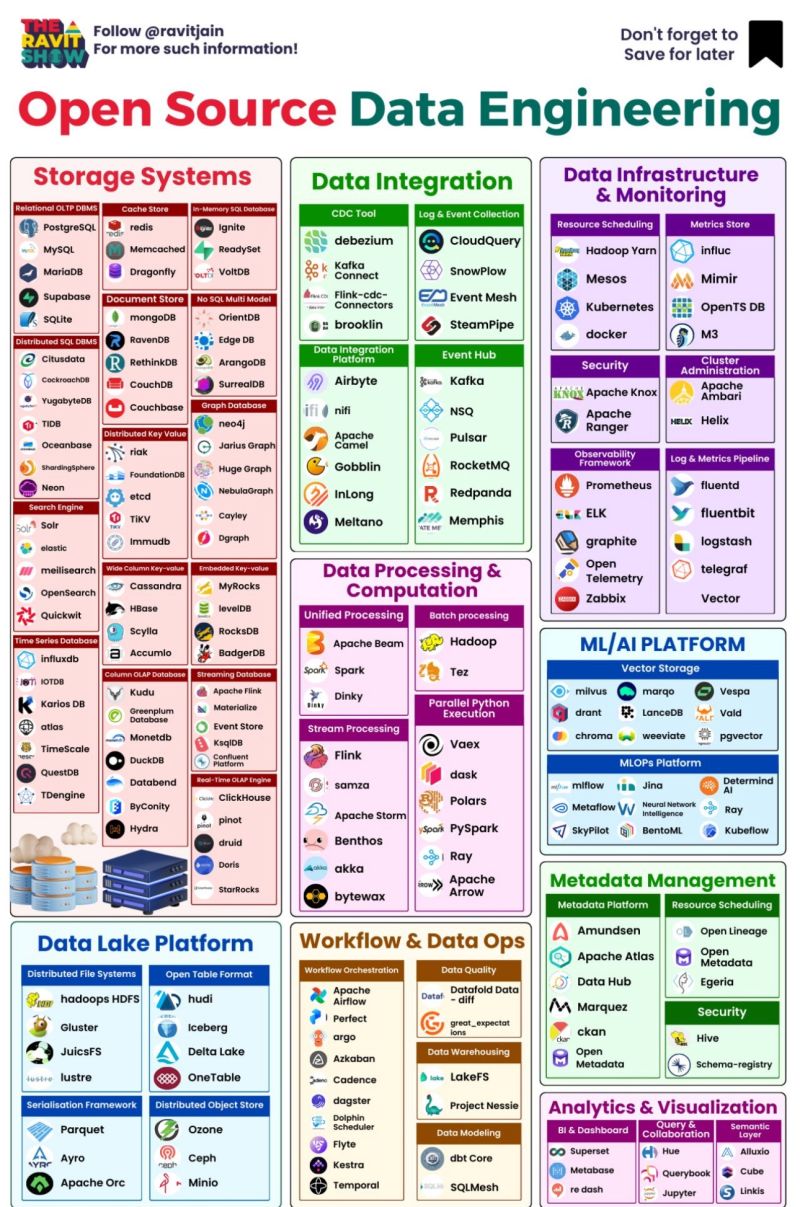 THE
RAVIT
SHOW
Follow @ravitjain
For more such information!
Don't forget to
Save for later
Open Source Data Engineering
Storage Systems
Relational OLTP DBMS
PostgreSQL
MySQL
MariaDB
Supabase
SQLite
Distributed SQL DBMS
Citusdata
CockroachDB
YugabyteDB
TIDB
Oceanbase
ShardingSphere
Neon
Search Engine
Solr
elastic
meilisearch
OpenSearch
Quickwit
Time Series Database
influxdb
IOTDB
Karios DB
atlas
TimeScale
QuestDB
TDengine
Cache Store
redis
Memcached
Dragonfly
Document Store
mongoDB
RavenDB
RethinkDB
CouchDB
Couchbase
Distributed Key Value
riak
FoundationDB
etcd
TiKV
Immudb
Wide Column Key-value
Cassandra
HBase
Scylla
Accumlo
Column OLAP Database
Kudu
Greenplum
Database
Monetdb
DuckDB
Databend
ByConity
Hydra
In-Memory SQL Database
Ignite
ReadySet
VoltDB
No SQL Multi Model
OrientDB
Edge DB
ArangoDB
SurrealDB
Graph Database
neo4j
Jarius Graph
Huge Graph
NebulaGraph
Cayley
Dgraph
Embedded Key-value
MyRocks
levelDB
RocksDB
BadgerDB
Streaming Database
Apache Flink
Materialize
Event Store
KsqlDB
Confluent
Platform
Real-Time OLAP Engine
ClickHouse
pinot
druid
Doris
StarRocks
Data Integration
CDC Tool
debezium
Kafka
Connect
Flink-cdc-
Connectors
brooklin
Log & Event Collection
CloudQuery
SnowPlow
Event Mesh
SteamPipe
Data Integration
Platform
Airbyte
nifi
Apache
Camel
Gobblin
InLong
Meltano
Event Hub
Kafka
NSQ
Pulsar
RocketMQ
Redpanda
Memphis
Data Processing &
Computation
Unified Processing
Apache Beam
Spark
Dinky
Batch processing
Hadoop
Tez
Stream Processing
Flink
samza
Apache Storm
Benthos
akka
bytewax
Parallel Python
Execution
Vaex
dask
Polars
PySpark
Ray
Apache
Arrow
Data Infrastructure
& Monitoring
Resource Scheduling
Hadoop Yarn
Mesos
Kubernetes
docker
Metrics Store
influc
Mimir
OpenTS DB
M3
Security
Apache Knox
Apache
Ranger
Cluster
Administration
Apache
Ambari
Helix
Observability
Framework
Prometheus
ELK
graphite
Open
Telemetry
Zabbix
Log & Metrics Pipeline
fluentd
fluentbit
logstash
telegraf
Vector
ML/AI PLATFORM
Vector Storage
milvus
marqo
Vespa
drant
LanceDB
Vald
chroma
weeviate
pgvector
MLOPs Platform
mlflow
Jina
Determind
AI
Metaflow
Neural Network
Intelligence
Ray
SkyPilot
BentoML
Kubeflow
Metadata Management
Metadata Platform
Amundsen
Apache Atlas
Data Hub
Marquez
ckan
Open
Metadata
Resource Scheduling
Open Lineage
Open
Metadata
Egeria
Security
Hive
Schema-registry
Data Lake Platform
Distributed File Systems
hadoops HDFS
Gluster
JuicsFS
lustre
Open Table Format
hudi
Iceberg
Delta Lake
OneTable
Serialisation Framework
Parquet
Ayro
Apache Orc
Distributed Object Store
Ozone
Ceph
Minio
Workflow & Data Ops
Workflow Orchestration
Apache
Airflow
Perfect
argo
Azkaban
Cadence
dagster
Dolphin
Scheduler
Flyte
Kestra
Temporal
Data Quality
Datafold Data
- diff
great_expectat
ions
Data Warehousing
LakeFS
Project Nessie
Data Modeling
dbt Core
SQLMesh
Analytics & Visualization
BI & Dashboard
Superset
Metabase
re dash
Query &
Collaboration
Hue
Querybook
Jupyter
Semantic
Layer
Alluxio
Cube
Linkis